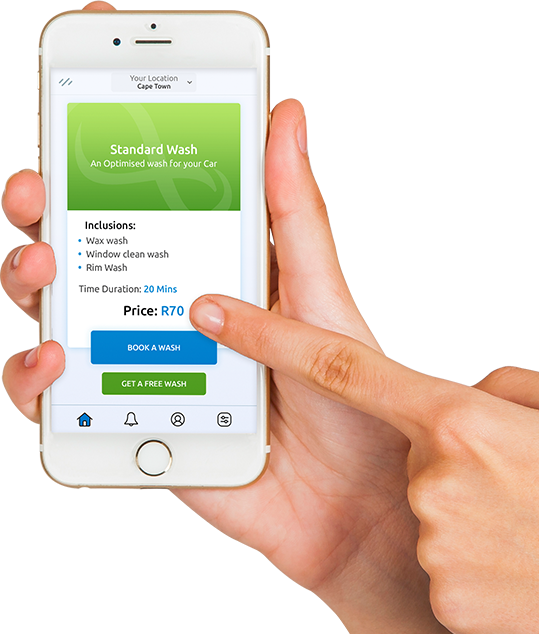 Your Location
Cape Town
Standard Wash
An Optimised wash for your Car
Inclusions:
Wax wash
Window clean wash
Rim Wash
Time Duration: 20 Mins
Price: R70
BOOK A WASH
GET A FREE WASH